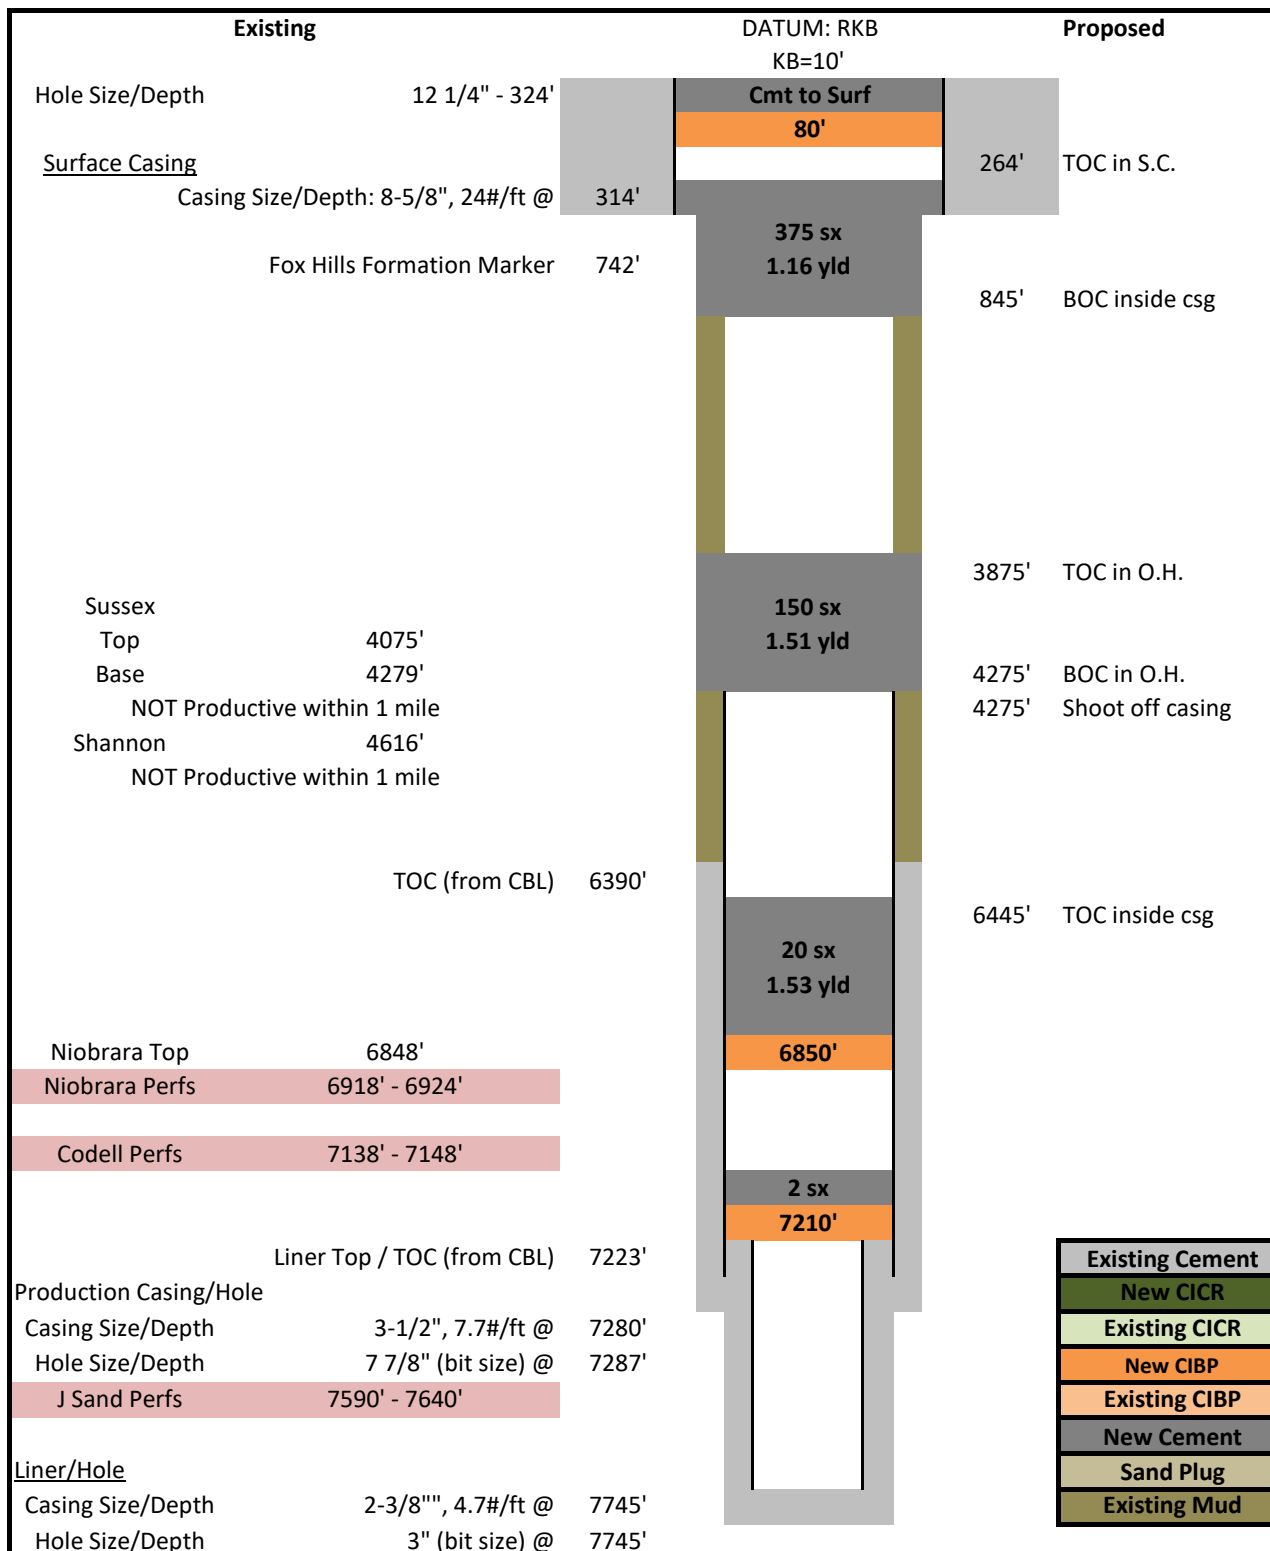 Existing DATUM: RKB Proposed
KB=10'
Hole Size/Depth 12 1/4" - 324' Cmt to Surf
80'
Surface Casing 264' TOC in S.C.
Casing Size/Depth: 8-5/8", 24#/ft @ 314'
375 sx
Fox Hills Formation Marker 742' 1.16 yld
845' BOC inside csg
3875' TOC in O.H.
Sussex 150 sx
Top 4075' 1.51 yld
Base 4279' 4275' BOC in O.H.
NOT Productive within 1 mile 4275' Shoot off casing
Shannon 4616'
NOT Productive within 1 mile
TOC (from CBL) 6390'
6445' TOC inside csg
20 sx
1.53 yld
Niobrara Top 6848' 6850'
Niobrara Perfs 6918' - 6924'
Codell Perfs 7138' - 7148'
2 sx
7210'
Liner Top / TOC (from CBL) 7223' Existing Cement
Production Casing/Hole New CICR
Casing Size/Depth 3-1/2", 7.7#/ft @ 7280' Existing CICR
Hole Size/Depth 7 7/8" (bit size) @ 7287' New CIBP
J Sand Perfs 7590' - 7640' Existing CIBP
New Cement
Liner/Hole Sand Plug
Casing Size/Depth 2-3/8"", 4.7#/ft @ 7745' Existing Mud
Hole Size/Depth 3" (bit size) @ 7745'